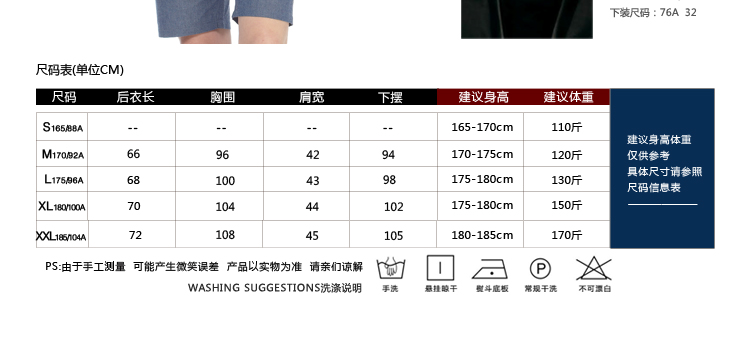 下装尺码：76A 32
尺码表(单位CM)
尺码 后衣长 胸围 肩宽 下摆 建议身高 建议体重
S165/88A -- -- -- -- 165-170cm 110斤
M170/92A 66 96 42 94 170-175cm 120斤
L175/96A 68 100 43 98 175-180cm 130斤
XL180/100A 70 104 44 102 175-180cm 150斤
XXL185/104A 72 108 45 105 180-185cm 170斤
建议身高体重
仅供参考
具体尺寸请参照
尺码信息表
PS:由于手工测量 可能产生微笑误差 产品以实物为准 请亲们谅解
WASHING SUGGESTIONS洗涤说明
手洗 悬挂晾干 熨斗底板 常规干洗 不可漂白
P